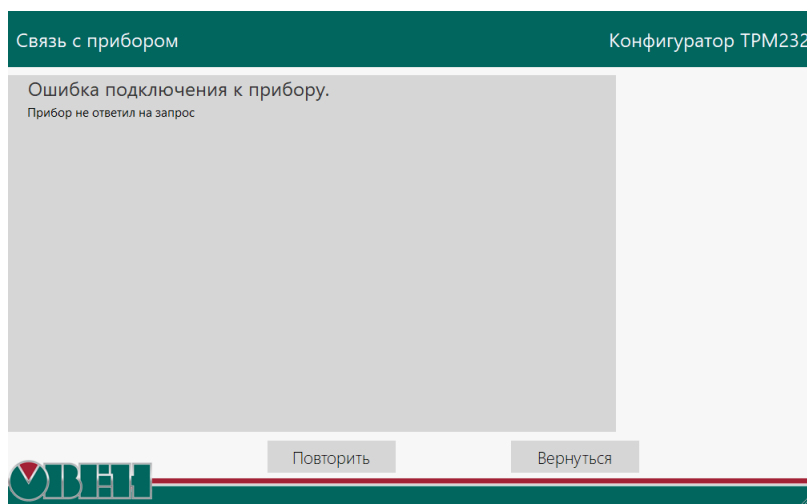 Связь с прибором
Конфигуратор ТРМ232
Ошибка подключения к прибору.
Прибор не ответил на запрос
Повторить
Вернуться
ОВЕН